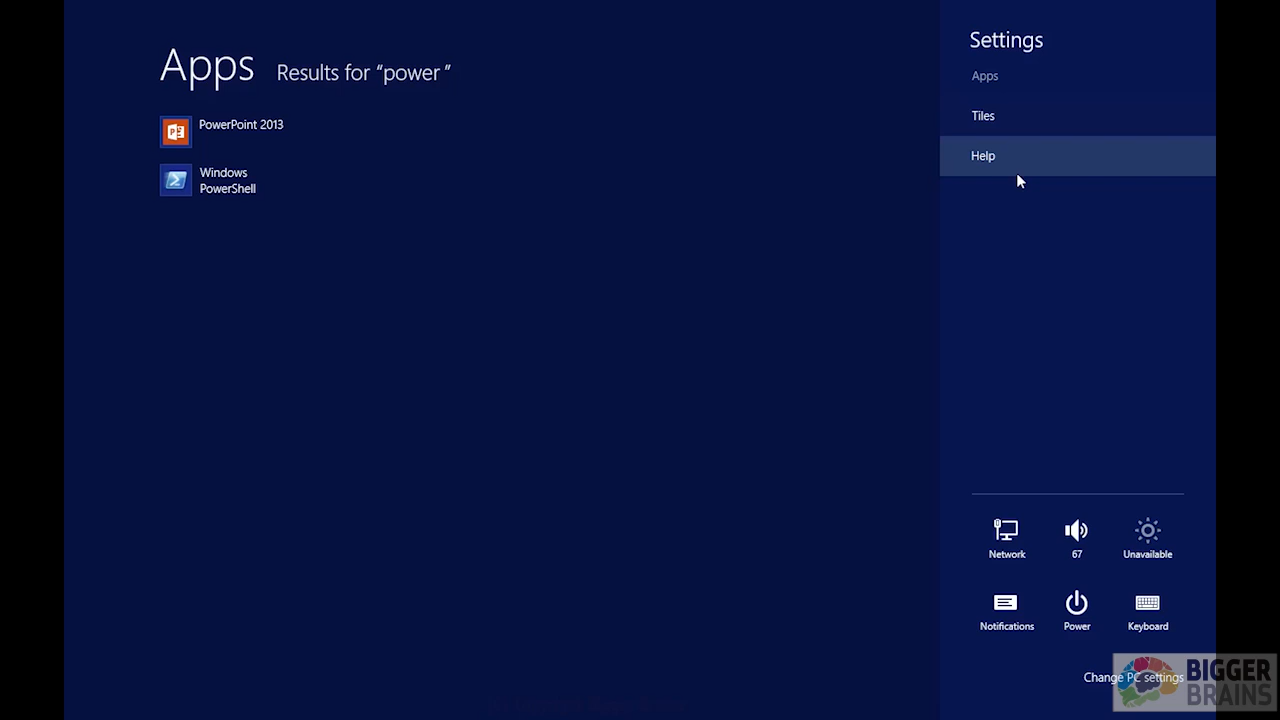 Apps Results for “power ”
PowerPoint 2013
Windows
PowerShell
Settings
Apps
Tiles
Help
Network
67
Unavailable
Notifications
Power
Keyboard
Change PC settings
BIGGER
BRAINS